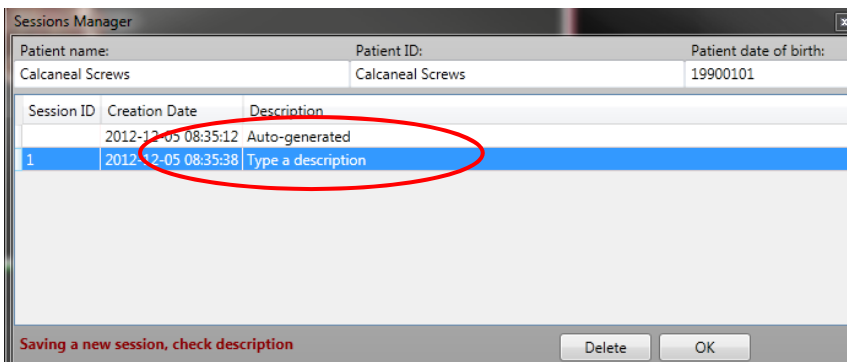 Sessions Manager
Patient name: Patient ID: Patient date of birth:
Calcaneal Screws Calcaneal Screws 19900101
Session ID Creation Date Description
2012-12-05 08:35:12 Auto-generated
1 2012-12-05 08:35:38 Type a description
Saving a new session, check description Delete OK